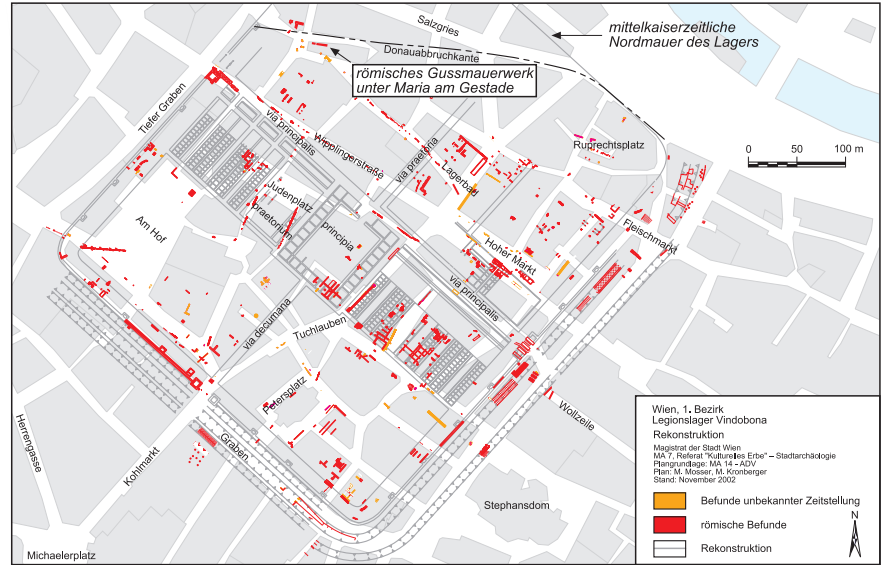 Salzgries
mittelkaiserzeitliche
Nordmauer des Lagers
Donauabbruchkante
römisches Gussmauerwerk
unter Maria am Gestade
Tiefer Graben
via principalis
Wipplingerstraße
via praetoria
Lagerbad
Ruprechtsplatz
0 50 100 m
Judenplatz
praetorium
principia
Am Hof
Fleischmarkt
Hoher Markt
via principalis
via decumana
Tuchlauben
Petersplatz
Wollzeile
Herrengasse
Kohlmarkt
Graben
Stephansdom
Michaelerplatz
Wien, 1. Bezirk
Legionslager Vindobona
Rekonstruktion
Magistrat der Stadt Wien
MA 7, Referat "Kulturelles Erbe" – Stadtarchäologie
Plangrundlage: MA 14 - ADV
Plan: M. Mosser, M. Kronberger
Stand: November 2002
Befunde unbekannter Zeitstellung
römische Befunde
Rekonstruktion
N